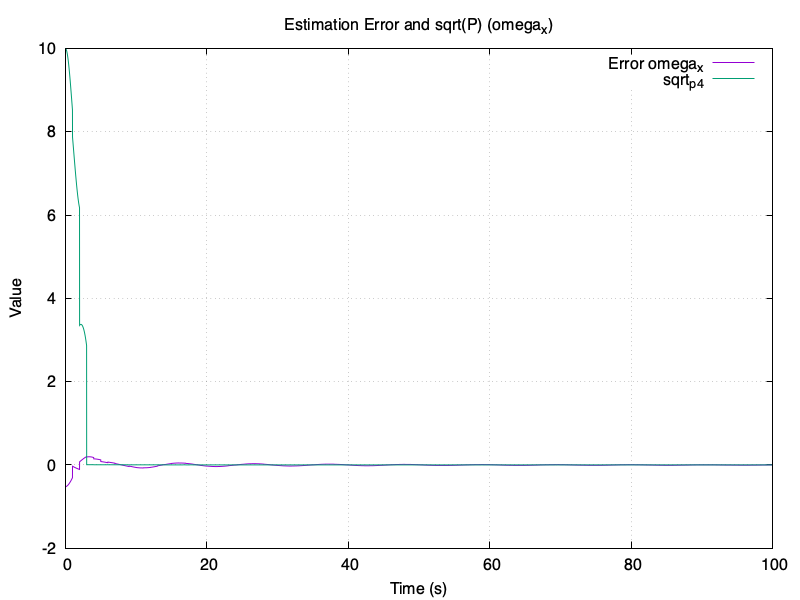 Estimation Error and sqrt(P) (omegaₓ)
Error omegaₓ
sqrtₚ₄
10
8
6
4
2
0
-2
Value
0 20 40 60 80 100
Time (s)